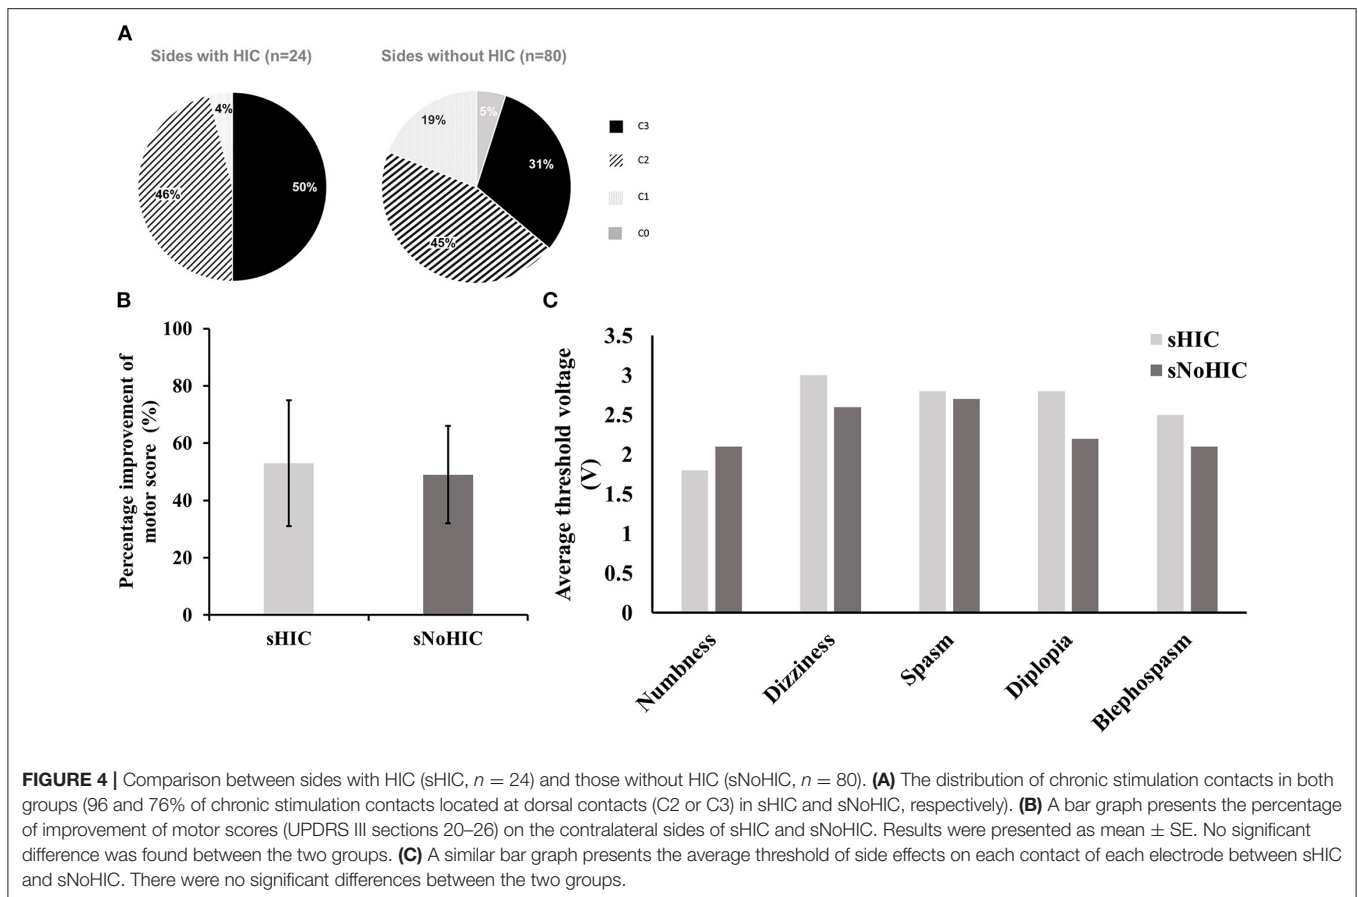 A
Sides with HIC (n=24)
Sides without HIC (n=80)
4%
46%
50%
5%
19%
31%
45%
C3
C2
C1
C0
B
Percentage improvement of
motor score (%)
100
80
60
40
20
0
sHIC
sNoHIC
C
Average threshold voltage
(V)
3.5
3
2.5
2
1.5
1
0.5
0
sHIC
sNoHIC
Numbness
Dizziness
Spasm
Diplopia
Blephospasm
FIGURE 4 | Comparison between sides with HIC (sHIC, n = 24) and those without HIC (sNoHIC, n = 80). (A) The distribution of chronic stimulation contacts in both
groups (96 and 76% of chronic stimulation contacts located at dorsal contacts (C2 or C3) in sHIC and sNoHIC, respectively). (B) A bar graph presents the percentage
of improvement of motor scores (UPDRS III sections 20–26) on the contralateral sides of sHIC and sNoHIC. Results were presented as mean ± SE. No significant
difference was found between the two groups. (C) A similar bar graph presents the average threshold of side effects on each contact of each electrode between sHIC
and sNoHIC. There were no significant differences between the two groups.